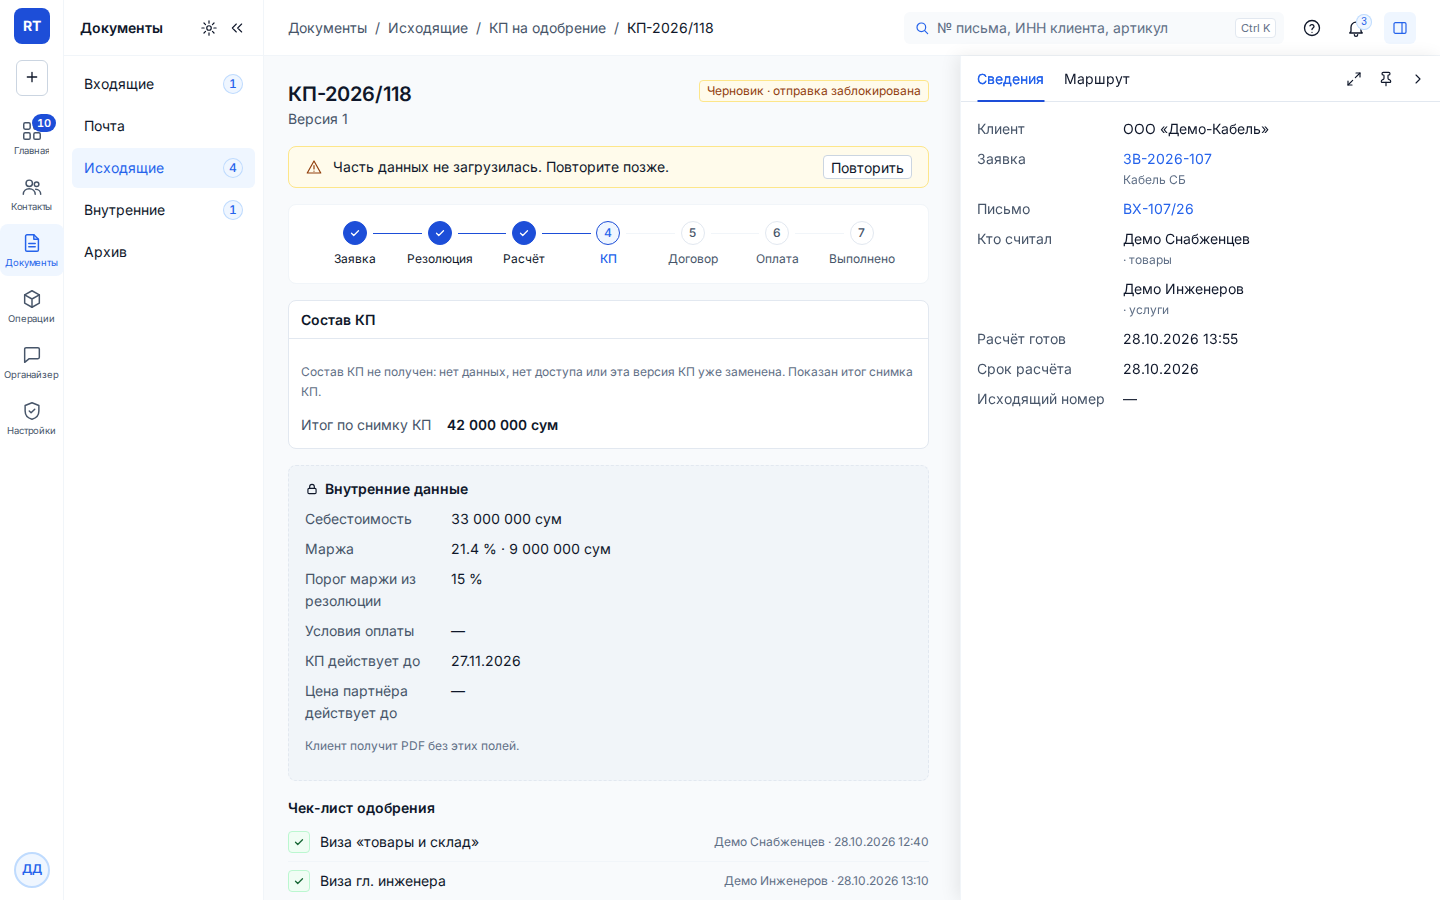 RT
Документы
Документы / Исходящие / КП на одобрение / КП-2026/118
№ письма, ИНН клиента, артикул
Ctrl K
3
10
Главная
Контакты
Документы
Операции
Органайзер
Настройки
ДД
Входящие 1
Почта
Исходящие 4
Внутренние 1
Архив
КП-2026/118
Версия 1
Черновик · отправка заблокирована
Часть данных не загрузилась. Повторите позже.
Повторить
4 5 6 7
Заявка Резолюция Расчёт КП Договор Оплата Выполнено
Состав КП
Состав КП не получен: нет данных, нет доступа или эта версия КП уже заменена. Показан итог снимка
КП.
Итог по снимку КП 42 000 000 сум
Внутренние данные
Себестоимость 33 000 000 сум
Маржа 21.4 % · 9 000 000 сум
Порог маржи из 15 %
резолюции
Условия оплаты —
КП действует до 27.11.2026
Цена партнёра —
действует до
Клиент получит PDF без этих полей.
Чек-лист одобрения
Виза «товары и склад» Демо Снабженцев · 28.10.2026 12:40
Виза гл. инженера Демо Инженеров · 28.10.2026 13:10
Сведения Маршрут
Клиент ООО «Демо-Кабель»
Заявка ЗВ-2026-107
Кабель СБ
Письмо ВХ-107/26
Кто считал Демо Снабженцев
· товары
Демо Инженеров
· услуги
Расчёт готов 28.10.2026 13:55
Срок расчёта 28.10.2026
Исходящий номер —